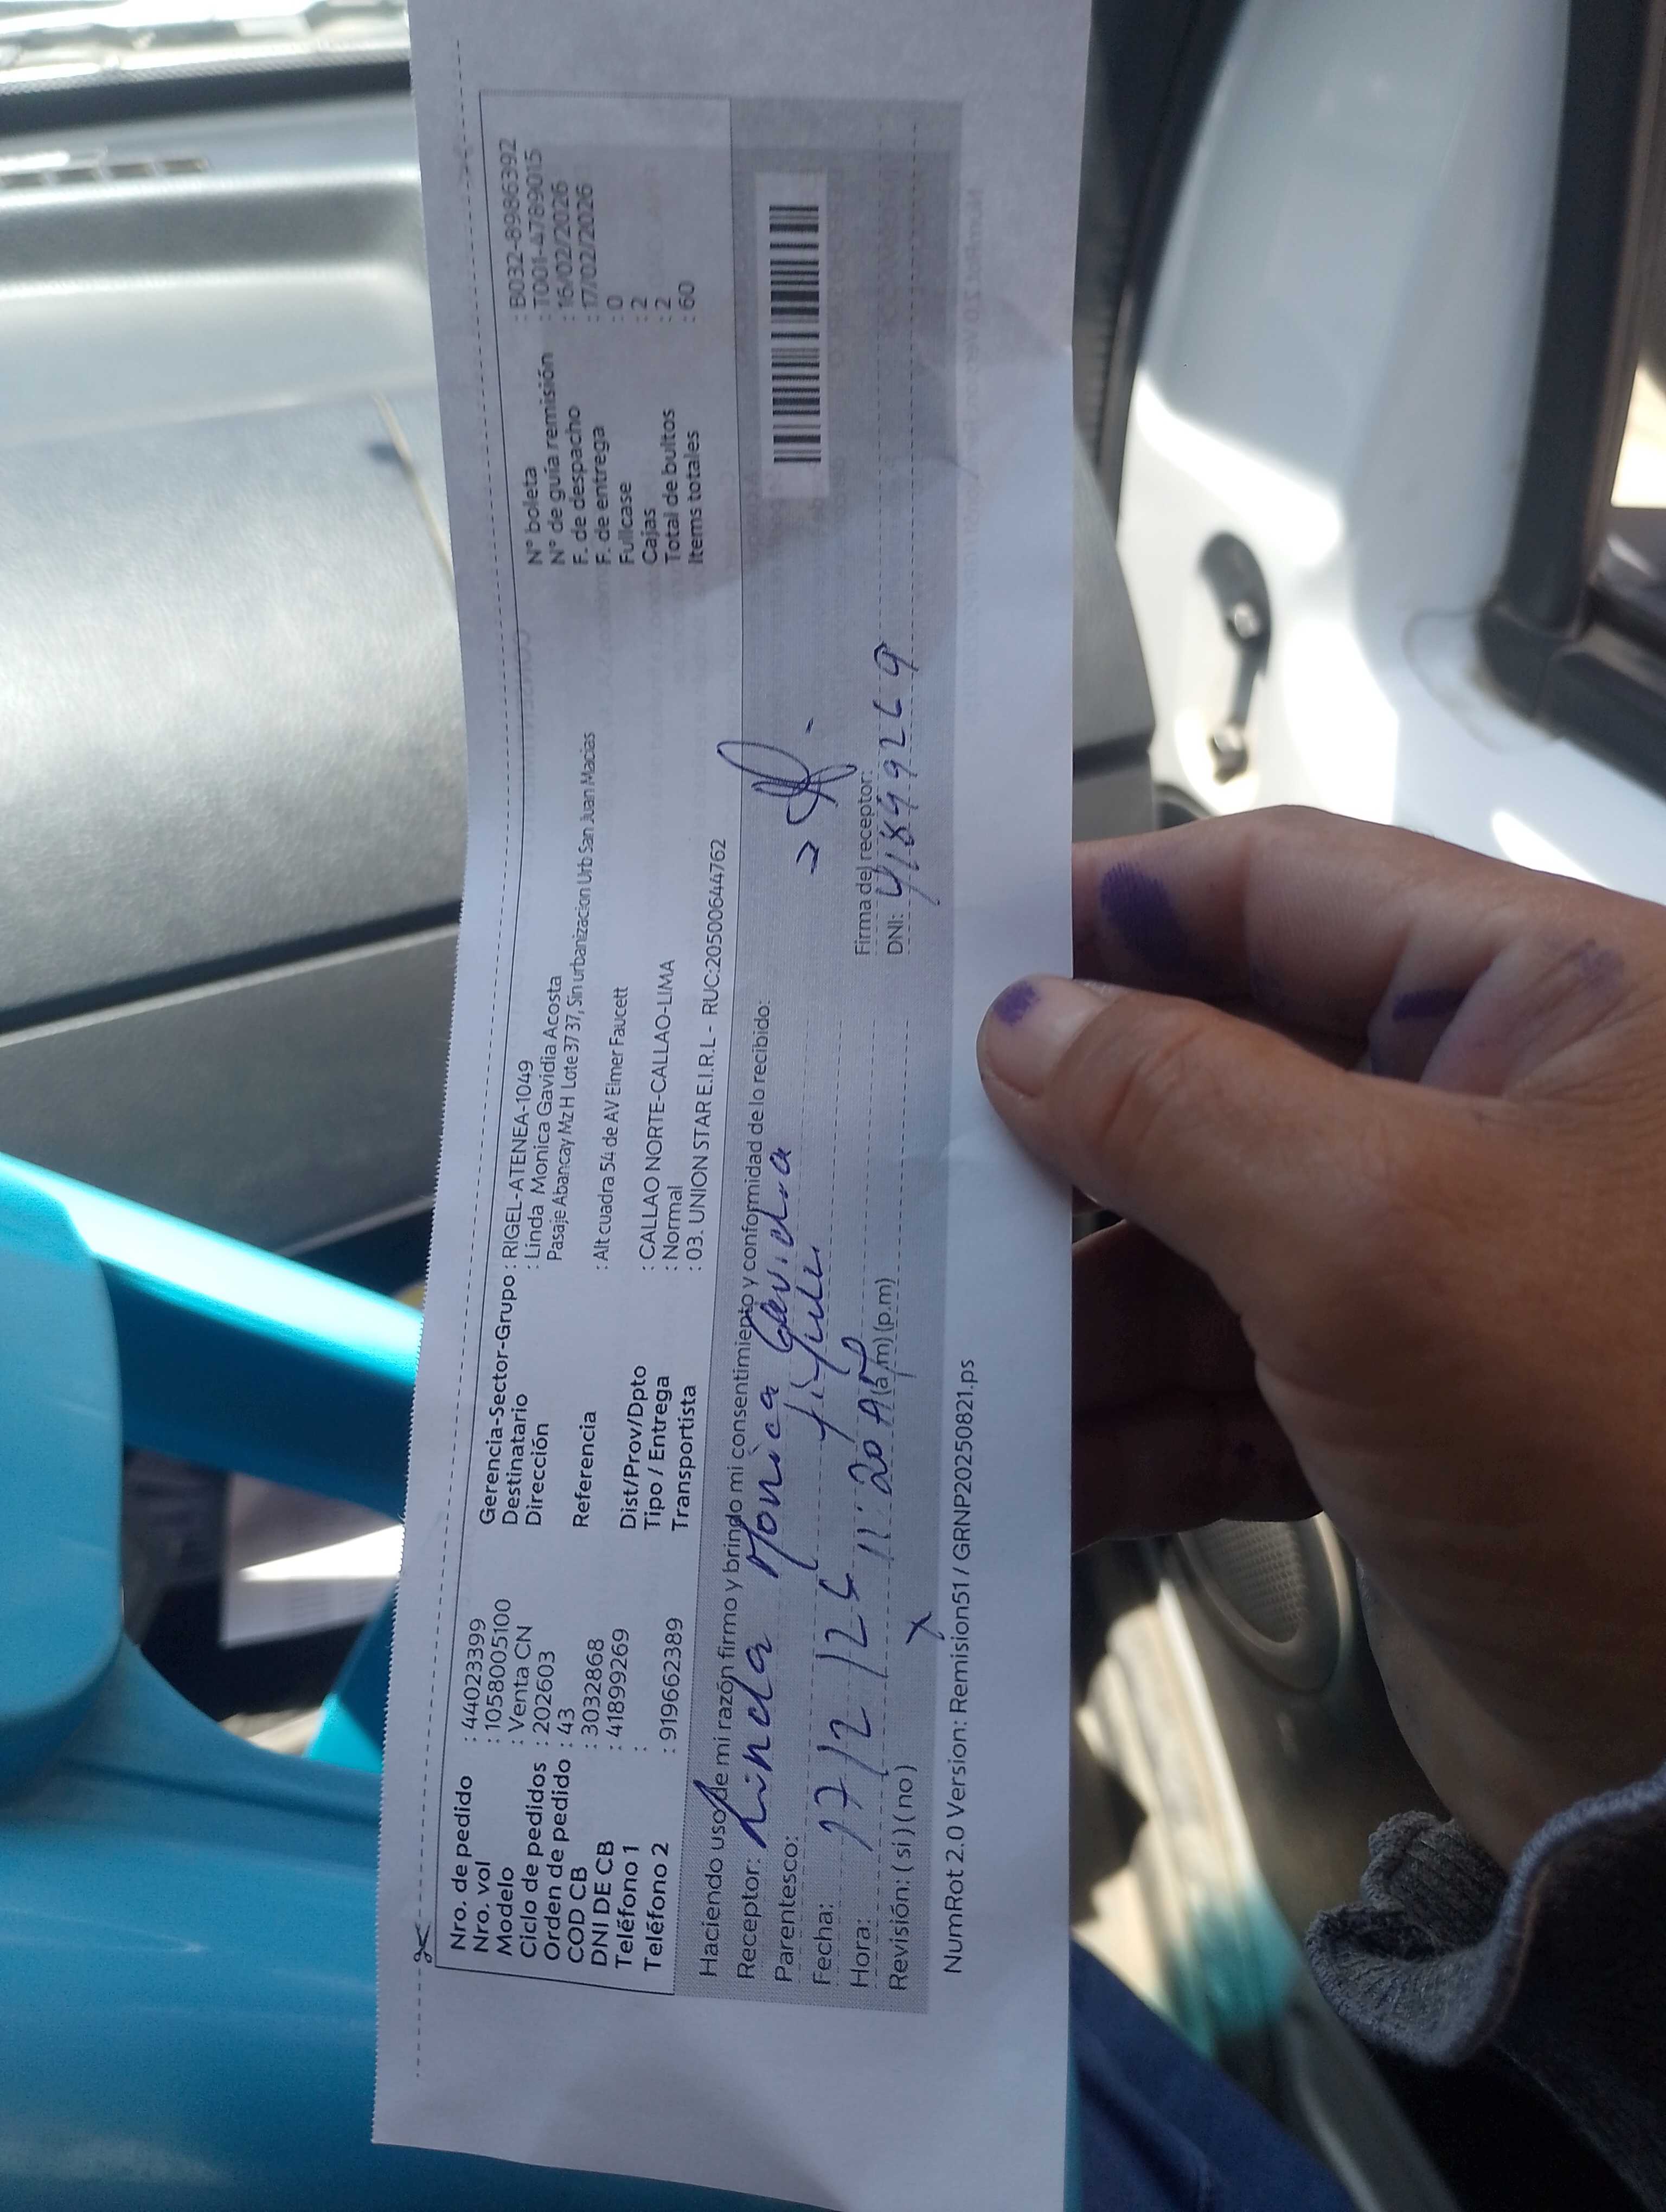 Nro. de pedido : 44023399
Nro. vol : 1058005100
Modelo : Venta CN
Ciclo de pedidos : 202603
Orden de pedido : 43
COD CB : 3032868
DNI DE CB : 41899269
Teléfono 1 :
Teléfono 2 : 919662389
Gerencia-Sector-Grupo : RIGEL-ATENEA-1049
Destinatario : Linda Monica Gavidia Acosta
Dirección Pasaje Abancay Mz H Lote 37 37, Sin urbanizacion Urb San Juan Macias
Referencia : Alt cuadra 54 de AV Elmer Faucett
Dist/Prov/Dpto : CALLAO NORTE-CALLAO-LIMA
Tipo / Entrega : Normal
Transportista : 03. UNION STAR E.I.R.L - RUC:20500644762
N° boleta : B032-8986392
N° de guía remisión : T001-4789015
F. de despacho : 16/02/2026
F. de entrega : 17/02/2026
Fullcase : 0
Cajas : 2
Total de bultos : 2
Items totales : 60
Haciendo uso de mi razón firmo y brindo mi consentimiento y conformidad de lo recibido:
Receptor: Linda Monica Gavidia
Parentesco:
Fecha: 17/2/26
Hora: 11:20 (a.m) (p.m)
Revisión: ( si ) ( no ) X
Firma del receptor:
DNI: 41899269
NumRot 2.0 Version: Remision51 / GRNP20250821.ps